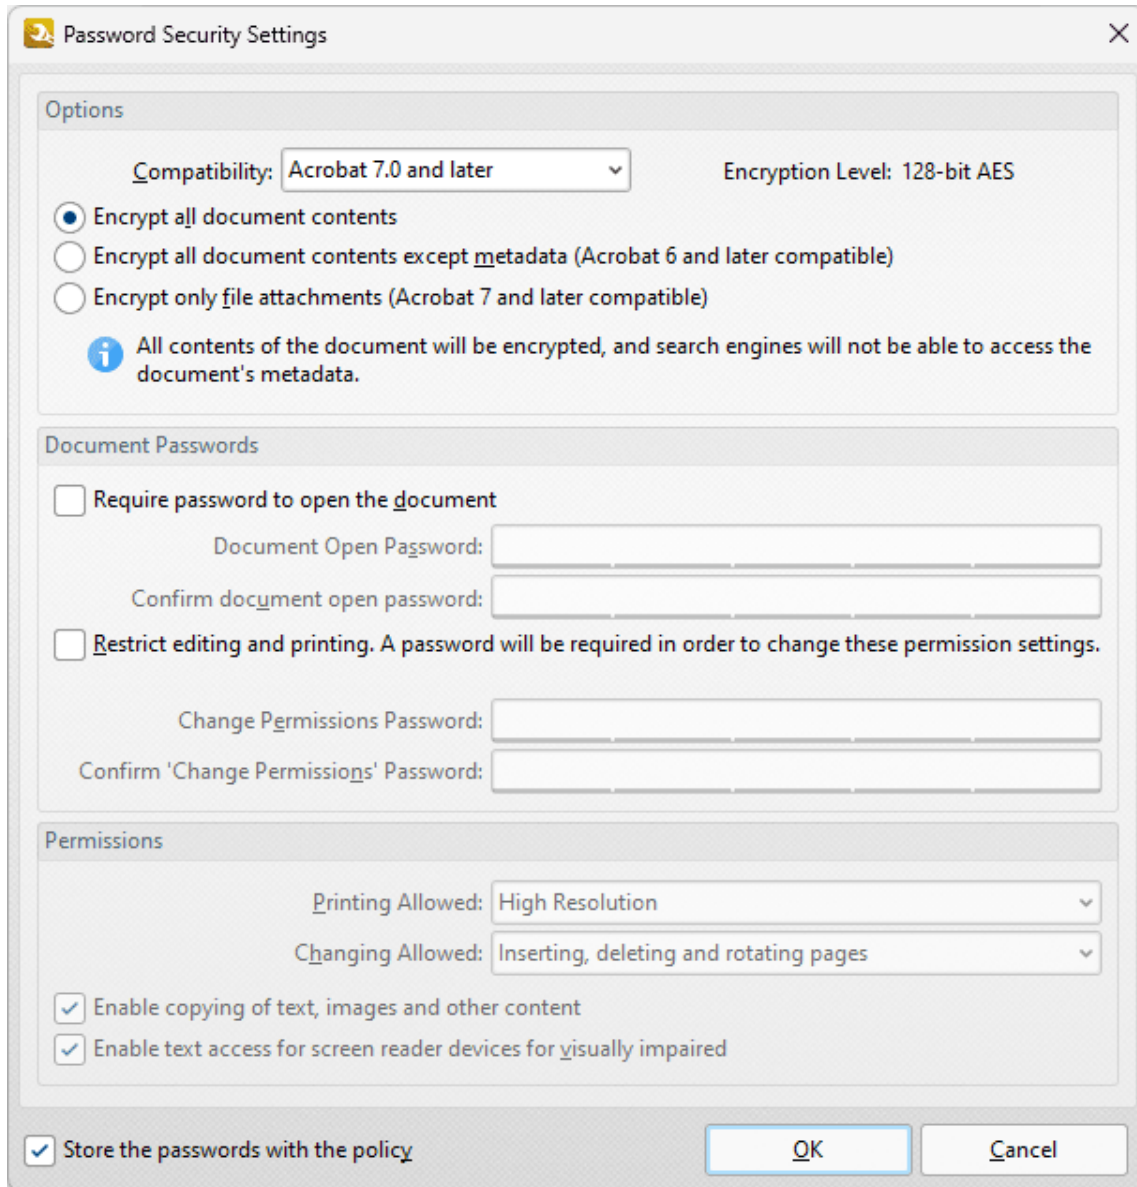 Password Security Settings
Options
Compatibility: Acrobat 7.0 and later Encryption Level: 128-bit AES
Encrypt all document contents
Encrypt all document contents except metadata (Acrobat 6 and later compatible)
Encrypt only file attachments (Acrobat 7 and later compatible)
All contents of the document will be encrypted, and search engines will not be able to access the
document's metadata.
Document Passwords
Require password to open the document
Document Open Password:
Confirm document open password:
Restrict editing and printing. A password will be required in order to change these permission settings.
Change Permissions Password:
Confirm 'Change Permissions' Password:
Permissions
Printing Allowed: High Resolution
Changing Allowed: Inserting, deleting and rotating pages
Enable copying of text, images and other content
Enable text access for screen reader devices for visually impaired
Store the passwords with the policy OK Cancel